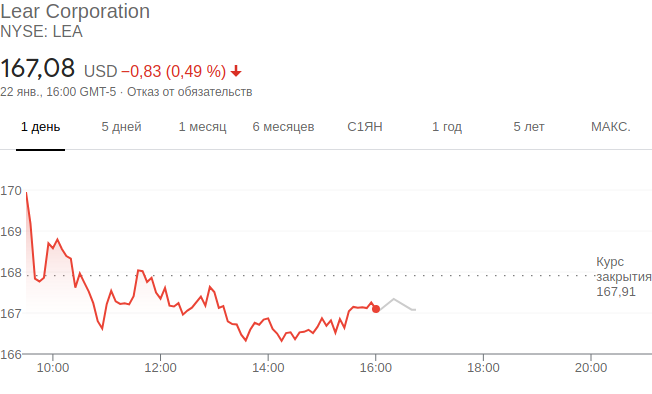 Lear Corporation
NYSE: LEA
167,08 USD −0,83 (0,49 %)
22 янв., 16:00 GMT-5 · Отказ от обязательств
1 день 5 дней 1 месяц 6 месяцев С1ЯН 1 год 5 лет МАКС.
170
169
168
167
166
Курс
закрытия
167,91
10:00 12:00 14:00 16:00 18:00 20:00